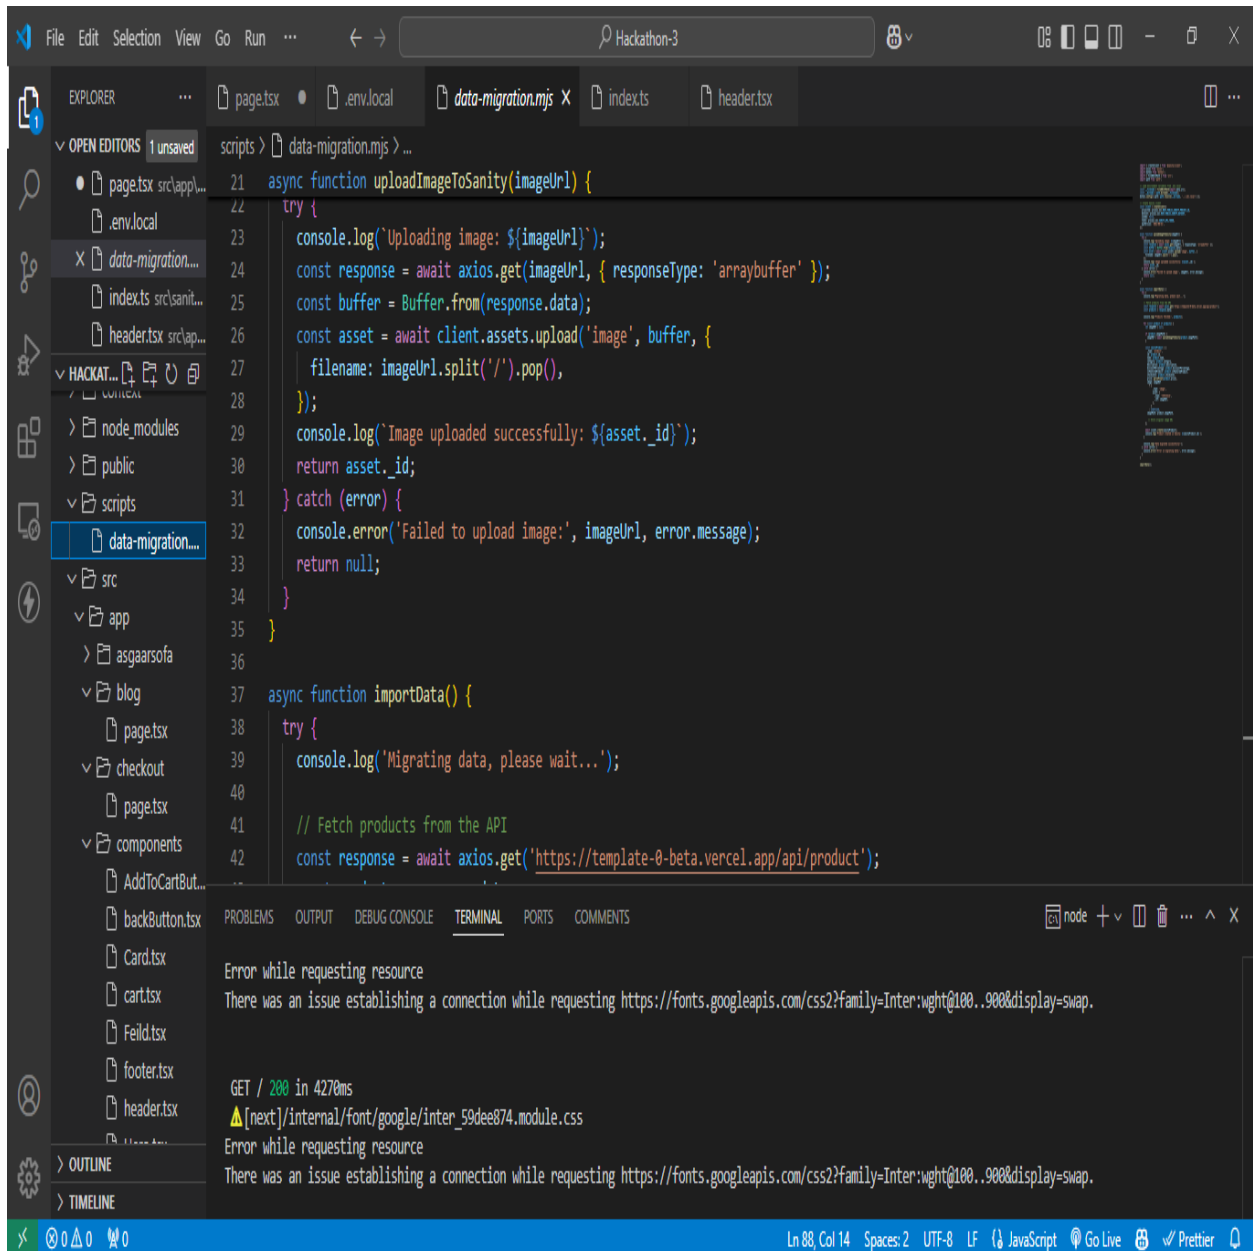 File Edit Selection View Go Run ··· Hackathon-3
EXPLORER ···
page.tsx .env.local data-migration.mjs index.ts header.tsx ···
OPEN EDITORS 1 unsaved
scripts > data-migration.mjs > ...
page.tsx src\app\...
.env.local
data-migration....
index.ts src\sanit...
header.tsx src\ap...
HACKAT...
context
node_modules
public
scripts
data-migration....
src
app
asgaarsofa
blog
page.tsx
checkout
page.tsx
components
AddToCartBut...
backButton.tsx
Card.tsx
cart.tsx
Feild.tsx
footer.tsx
header.tsx
OUTLINE
TIMELINE
1
21 async function uploadImageToSanity(imageUrl) {
22 try {
23 console.log(`Uploading image: ${imageUrl}`);
24 const response = await axios.get(imageUrl, { responseType: 'arraybuffer' });
25 const buffer = Buffer.from(response.data);
26 const asset = await client.assets.upload('image', buffer, {
27 filename: imageUrl.split('/').pop(),
28 });
29 console.log(`Image uploaded successfully: ${asset._id}`);
30 return asset._id;
31 } catch (error) {
32 console.error('Failed to upload image:', imageUrl, error.message);
33 return null;
34 }
35 }
36
37 async function importData() {
38 try {
39 console.log('Migrating data, please wait...');
40
41 // Fetch products from the API
42 const response = await axios.get('https://template-0-beta.vercel.app/api/product');
PROBLEMS OUTPUT DEBUG CONSOLE TERMINAL PORTS COMMENTS node ···
Error while requesting resource
There was an issue establishing a connection while requesting https://fonts.googleapis.com/css2?family=Inter:wght@100..900&display=swap.
GET / 200 in 4270ms
[next]/internal/font/google/inter_59dee874.module.css
Error while requesting resource
There was an issue establishing a connection while requesting https://fonts.googleapis.com/css2?family=Inter:wght@100..900&display=swap.
0 0 0 Ln 88, Col 14 Spaces: 2 UTF-8 LF JavaScript Go Live Prettier